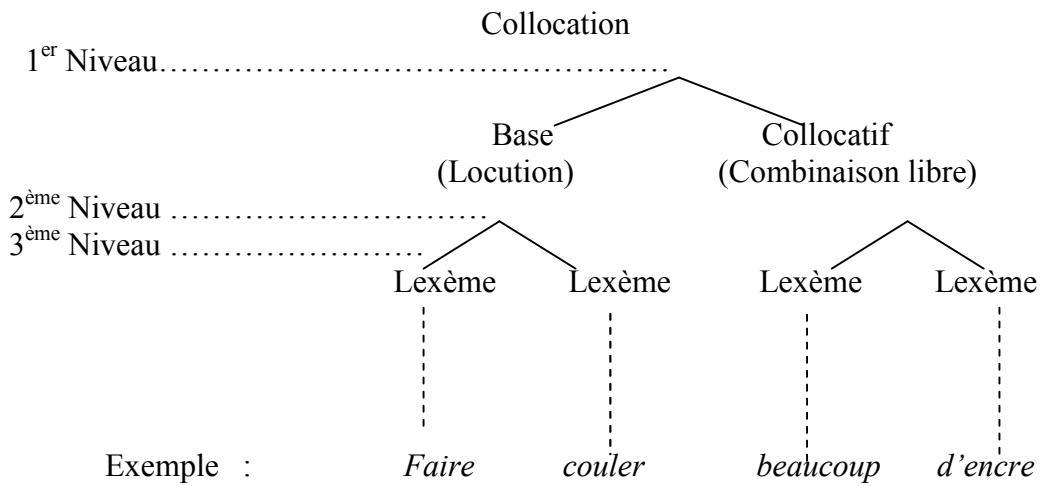 Collocation
1er Niveau……………………………………………
Base Collocatif
(Locution) (Combinaison libre)
2ème Niveau …………………………
3ème Niveau ……………………
Lexème Lexème Lexème Lexème
Exemple : Faire couler beaucoup d’encre